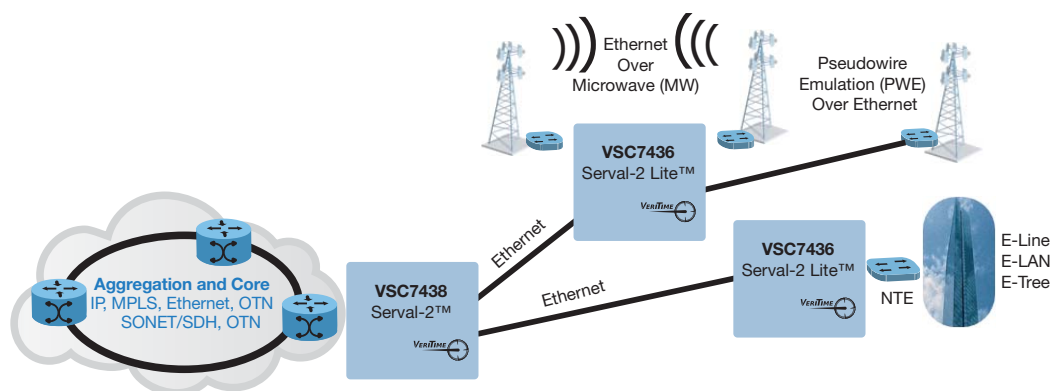 Ethernet
Over
Microwave (MW)
Pseudowire
Emulation (PWE)
Over Ethernet
VSC7436
Serval-2 Lite™
VERITIME
Ethernet
VSC7436
Serval-2 Lite™
VERITIME
NTE
E-Line
E-LAN
E-Tree
Aggregation and Core
IP, MPLS, Ethernet, OTN
SONET/SDH, OTN
VSC7438
Serval-2™
VERITIME
Ethernet